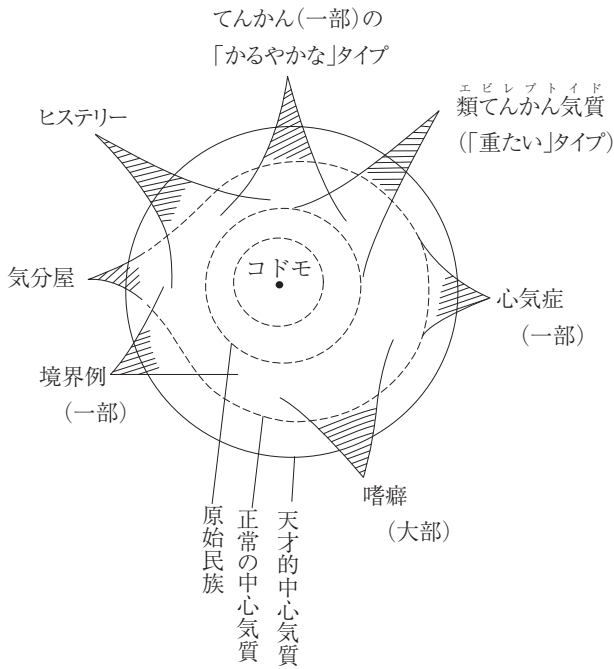 てんかん(一部)の
「かるやかな」タイプ
エピレプトイド
類てんかん気質
(「重たい」タイプ)
ヒステリー
コドモ
気分屋
心気症
(一部)
境界例
(一部)
嗜癖
(大部)
原始民族
正常の中心気質
天才的中心気質